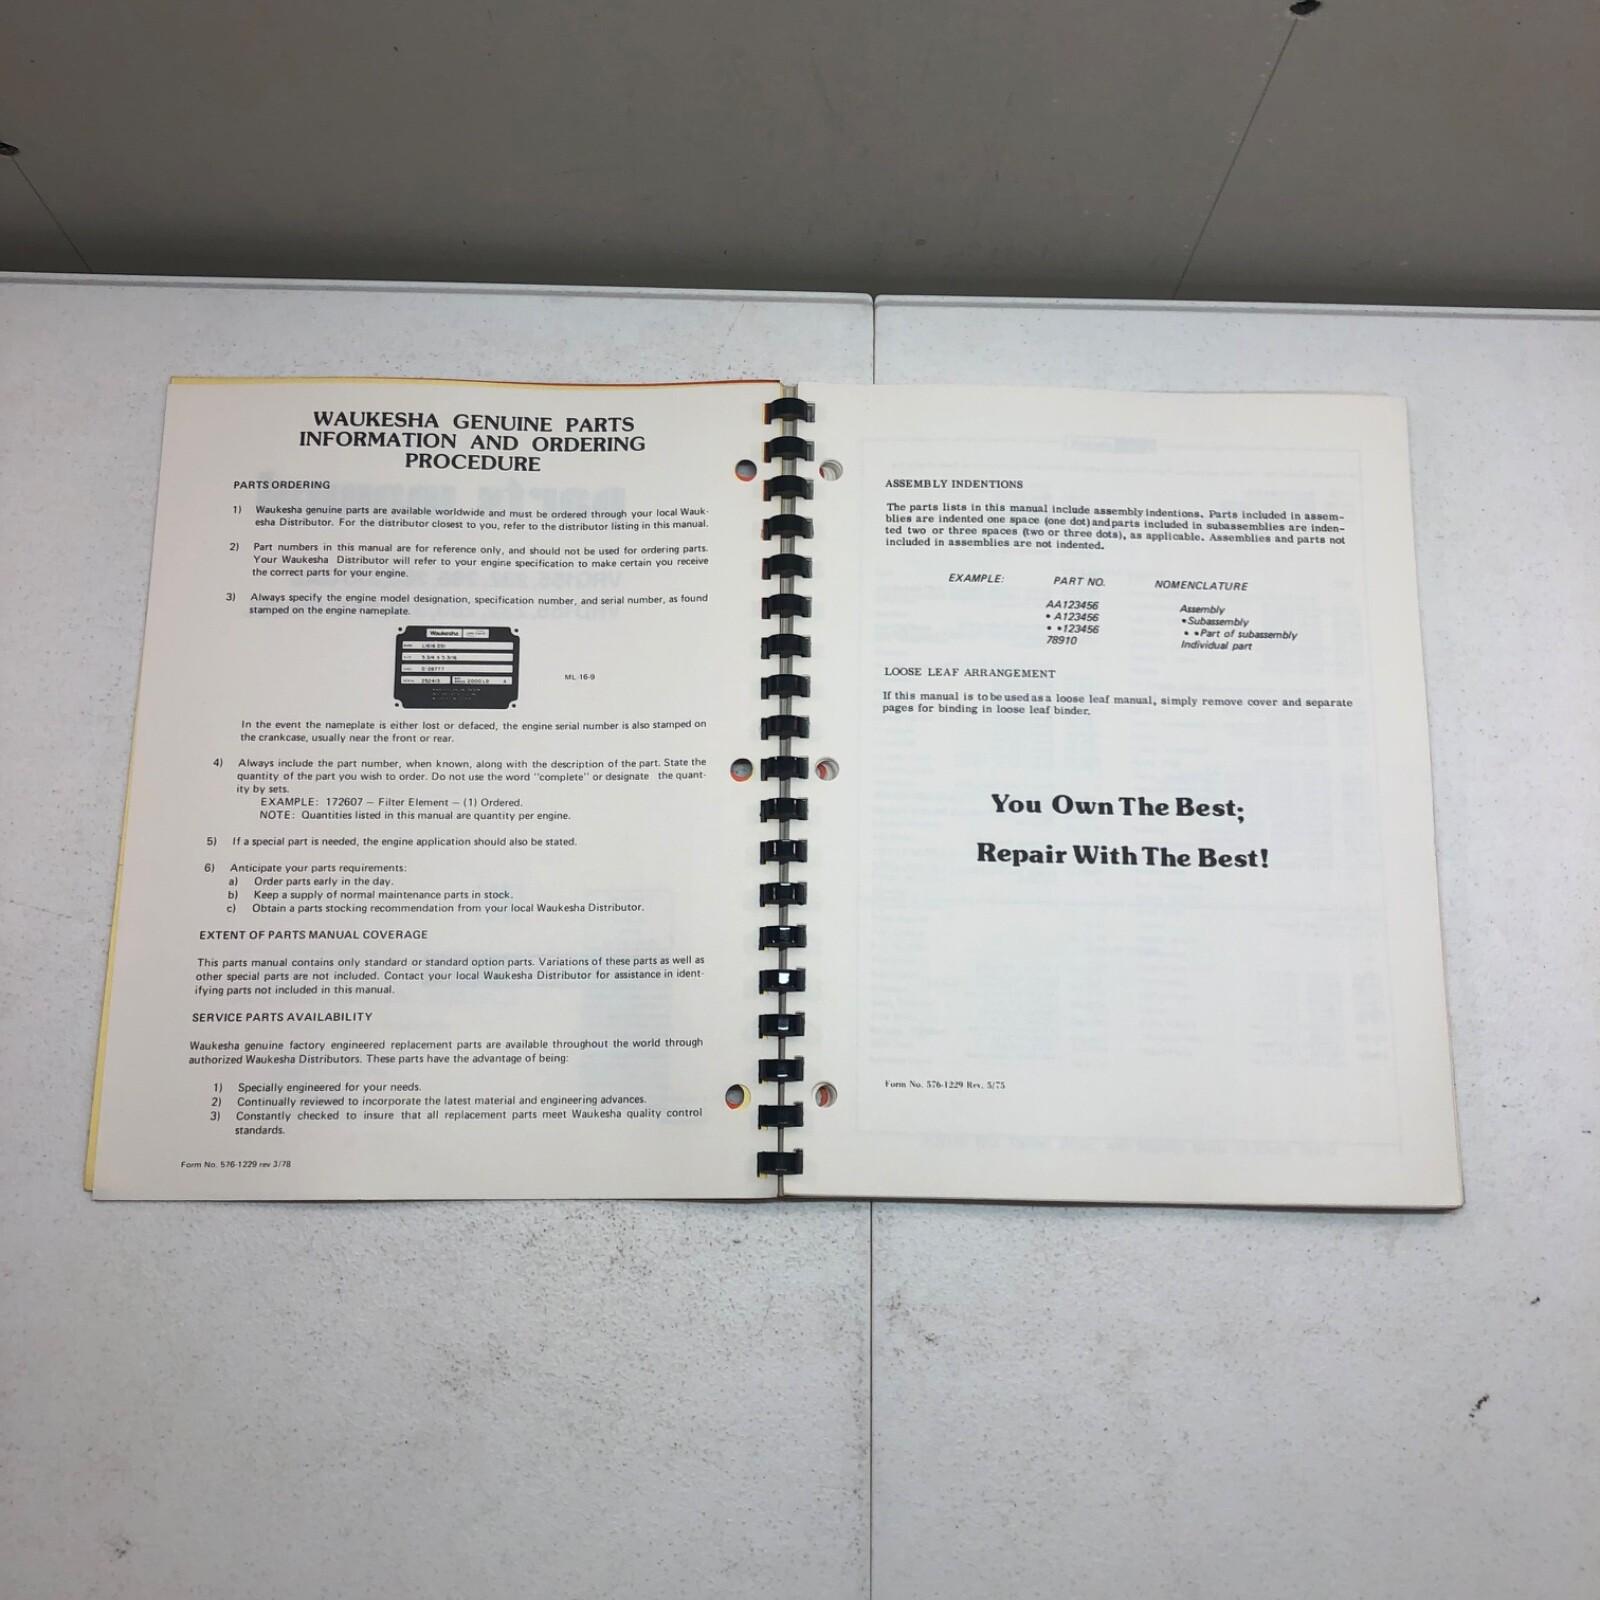 WAUKESHA GENUINE PARTS
INFORMATION AND ORDERING
PROCEDURE
PARTS ORDERING
1) Waukesha genuine parts are available worldwide and must be ordered through your local Wauk-
esha Distributor. For the distributor closest to you, refer to the distributor listing in this manual.
2) Part numbers in this manual are for reference only, and should not be used for ordering parts.
Your Waukesha Distributor will refer to your engine specification to make certain you receive
the correct parts for your engine.
3) Always specify the engine model designation, specification number, and serial number, as found
stamped on the engine nameplate.
Waukesha
ML-16-9
In the event the nameplate is either lost or defaced, the engine serial number is also stamped on
the crankcase, usually near the front or rear.
4) Always include the part number, when known, along with the description of the part. State the
quantity of the part you wish to order. Do not use the word "complete" or designate the quant-
ity by sets.
EXAMPLE: 172607 – Filter Element – (1) Ordered.
NOTE: Quantities listed in this manual are quantity per engine.
5) If a special part is needed, the engine application should also be stated.
6) Anticipate your parts requirements:
a) Order parts early in the day.
b) Keep a supply of normal maintenance parts in stock.
c) Obtain a parts stocking recommendation from your local Waukesha Distributor.
EXTENT OF PARTS MANUAL COVERAGE
This parts manual contains only standard or standard option parts. Variations of these parts as well as
other special parts are not included. Contact your local Waukesha Distributor for assistance in ident-
ifying parts not included in this manual.
SERVICE PARTS AVAILABILITY
Waukesha genuine factory engineered replacement parts are available throughout the world through
authorized Waukesha Distributors. These parts have the advantage of being:
1) Specially engineered for your needs.
2) Continually reviewed to incorporate the latest material and engineering advances.
3) Constantly checked to insure that all replacement parts meet Waukesha quality control
standards.
Form No. 576-1229 rev 3/78
ASSEMBLY INDENTIONS
The parts lists in this manual include assembly indentions. Parts included in assem-
blies are indented one space (one dot) and parts included in subassemblies are inden-
ted two or three spaces (two or three dots), as applicable. Assemblies and parts not
included in assemblies are not indented.
EXAMPLE: PART NO. NOMENCLATURE
AA123456 Assembly
• A123456 • Subassembly
• • 123456 • • Part of subassembly
78910 Individual part
LOOSE LEAF ARRANGEMENT
If this manual is to be used as a loose leaf manual, simply remove cover and separate
pages for binding in loose leaf binder.
You Own The Best;
Repair With The Best!
Form No. 576-1229 Rev. 5/75